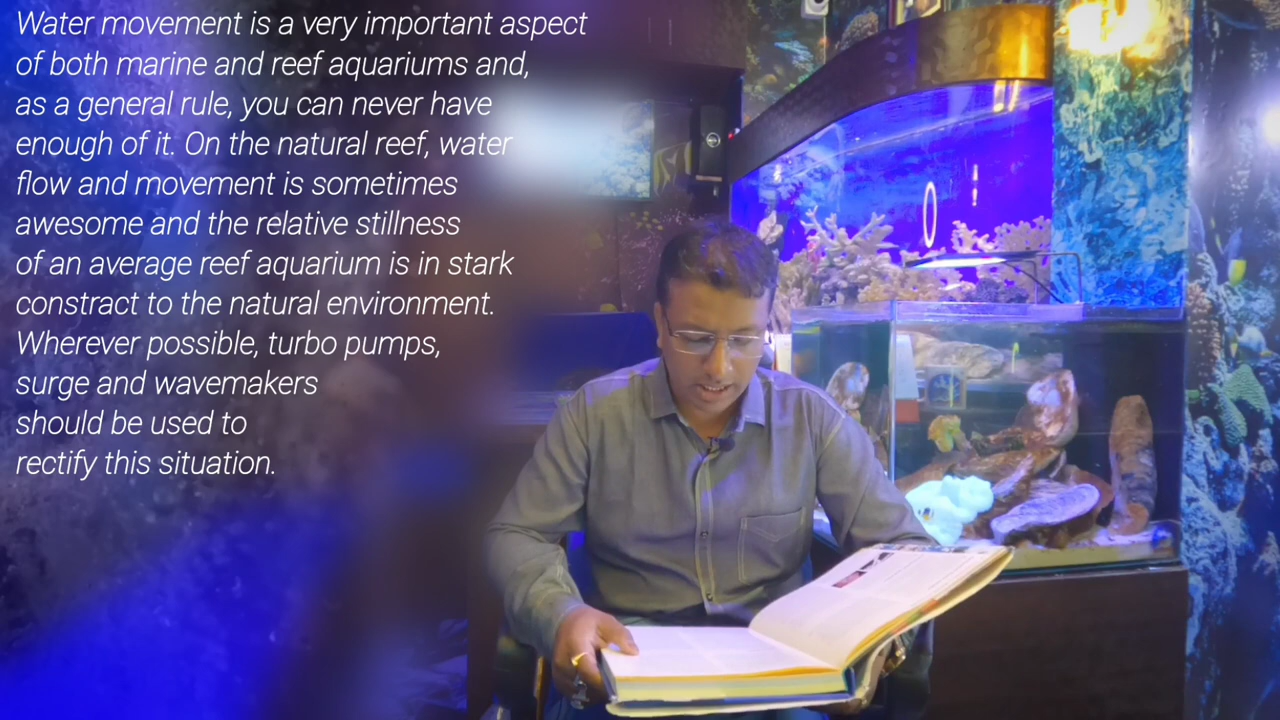 Water movement is a very important aspect
of both marine and reef aquariums and,
as a general rule, you can never have
enough of it. On the natural reef, water
flow and movement is sometimes
awesome and the relative stillness
of an average reef aquarium is in stark
constract to the natural environment.
Wherever possible, turbo pumps,
surge and wavemakers
should be used to
rectify this situation.